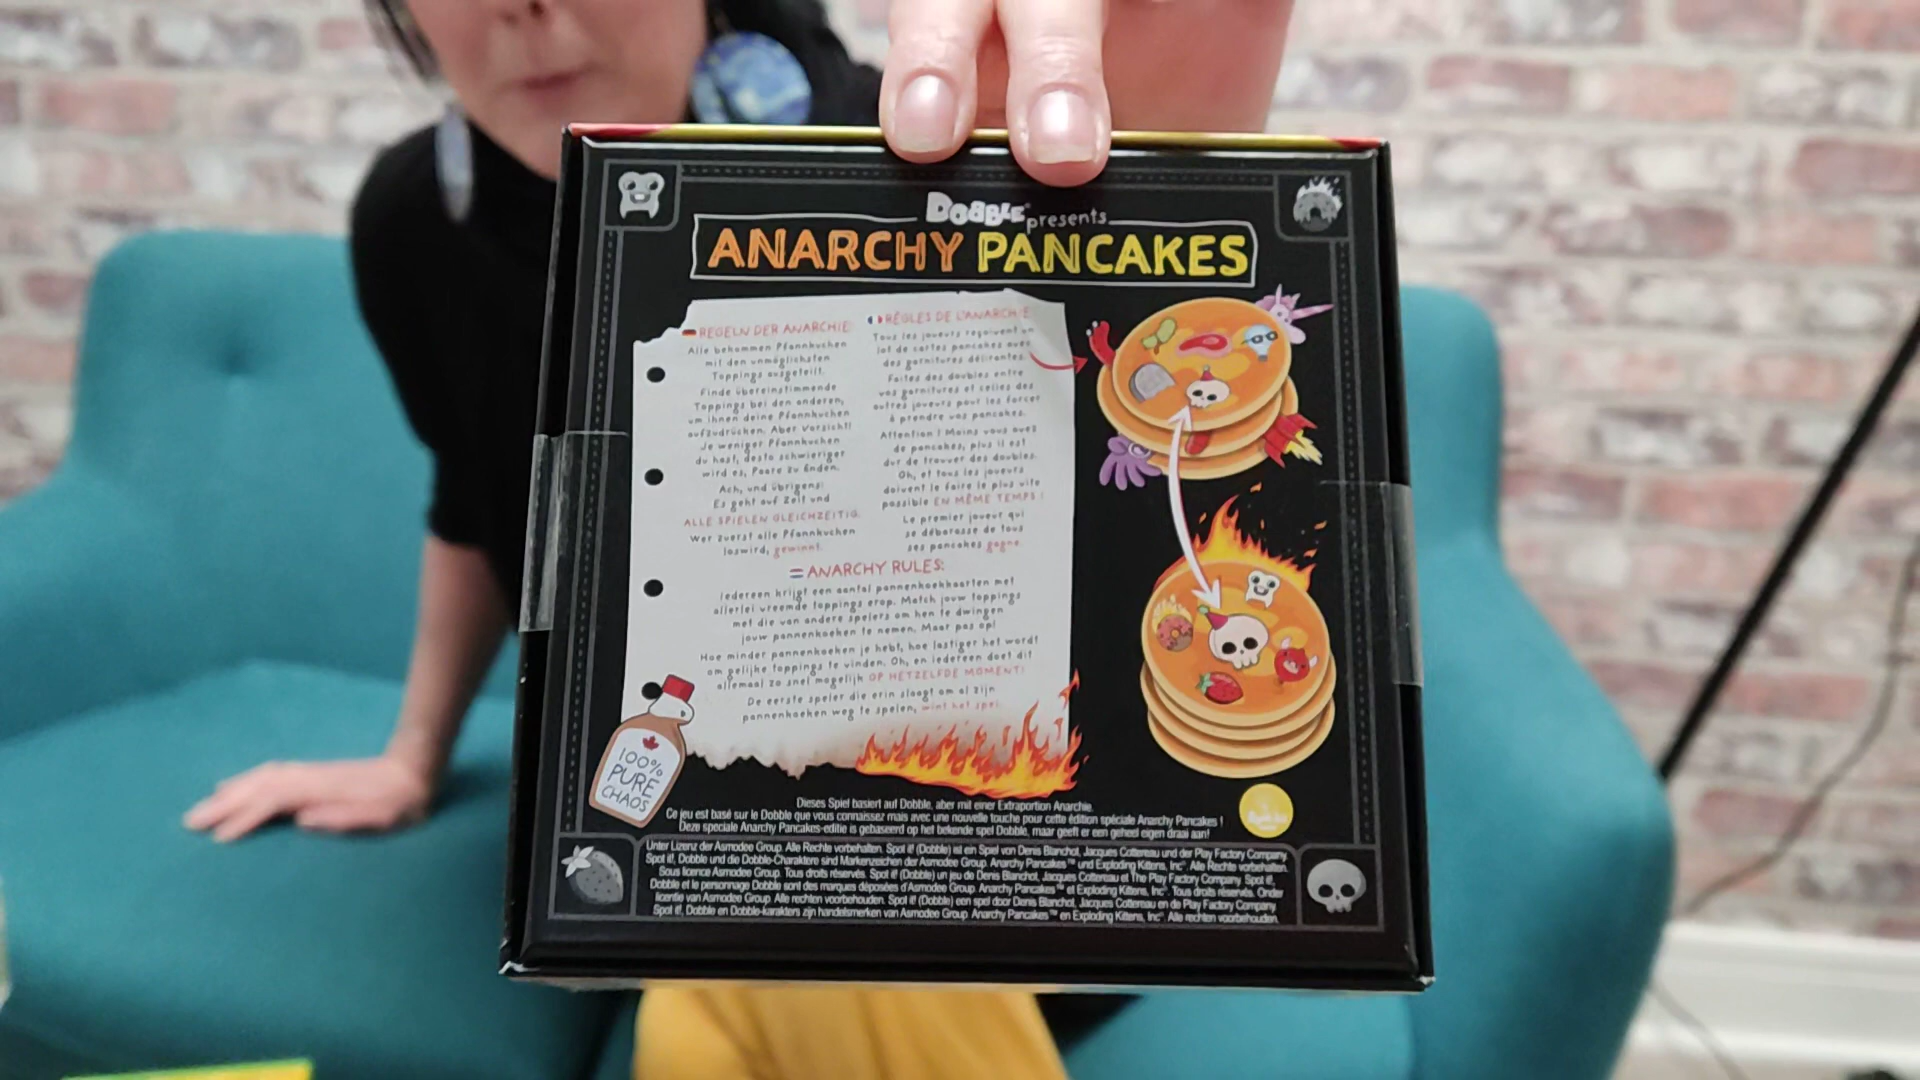 DOBBLE presents
ANARCHY PANCAKES
REGELN DER ANARCHIE:
Alle bekommen Pfannkuchen
mit den unmöglichsten
Toppings ausgeteilt.
Finde übereinstimmende
Toppings bei den anderen,
um ihnen deine Pfannkuchen
aufzudrücken. Aber Vorsicht!
Je weniger Pfannkuchen
du hast, desto schwieriger
wird es, Paare zu finden.
Ach, und übrigens:
Es geht auf Zeit und
ALLE SPIELEN GLEICHZEITIG.
Wer zuerst alle Pfannkuchen
loswird, gewinnt.
RÈGLES DE L'ANARCHIE:
Tous les joueurs reçoivent un
lot de cartes pancakes avec
des garnitures délirantes.
Faites des doubles entre
vos garnitures et celles des
autres joueurs pour les forcer
à prendre vos pancakes.
Attention ! Moins vous avez
de pancakes, plus il est
dur de trouver des doubles.
Oh, et tous les joueurs
doivent le faire le plus vite
possible EN MÊME TEMPS !
Le premier joueur qui
se débarasse de tous
ses pancakes gagne.
ANARCHY RULES:
Iedereen krijgt een aantal pannenkoekkaarten met
allerlei vreemde toppings erop. Match jouw toppings
met die van andere spelers om hen te dwingen
jouw pannenkoeken te nemen. Maar pas op!
Hoe minder pannenkoeken je hebt, hoe lastiger het wordt
om gelijke toppings te vinden. Oh, en iedereen doet dit
allemaal zo snel mogelijk OP HETZELFDE MOMENT!
De eerste speler die erin slaagt om al zijn
pannenkoeken weg te spelen, wint het spel.
100%
PURE
CHAOS
Dieses Spiel basiert auf Dobble, aber mit einer Extraportion Anarchie.
Ce jeu est basé sur le Dobble que vous connaissez mais avec une nouvelle touche pour cette édition spéciale Anarchy Pancakes !
Deze speciale Anarchy Pancakes-editie is gebaseerd op het bekende spel Dobble, maar geeft er een geheel eigen draai aan!
Unter Lizenz der Asmodee Group. Alle Rechte vorbehalten. Spot it! (Dobble) ist ein Spiel von Denis Blanchot, Jacques Cottereau und der Play Factory Company.
Spot it!, Dobble und die Dobble-Charaktere sind Markenzeichen der Asmodee Group. Anarchy Pancakes™ und Exploding Kittens, Inc®. Alle Rechte vorbehalten.
Sous licence Asmodee Group. Tous droits réservés. Spot it! (Dobble) un jeu de Denis Blanchot, Jacques Cottereau et The Play Factory Company. Spot it!,
Dobble et le personnage Dobble sont des marques déposées d'Asmodee Group. Anarchy Pancakes™ et Exploding Kittens, Inc®. Tous droits réservés. Onder
licentie van Asmodee Group. Alle rechten voorbehouden. Spot it! (Dobble) een spel door Denis Blanchot, Jacques Cottereau en de Play Factory Company.
Spot it!, Dobble en Dobble-karakters zijn handelsmerken van Asmodee Group. Anarchy Pancakes™ en Exploding Kittens, Inc®. Alle rechten voorbehouden.